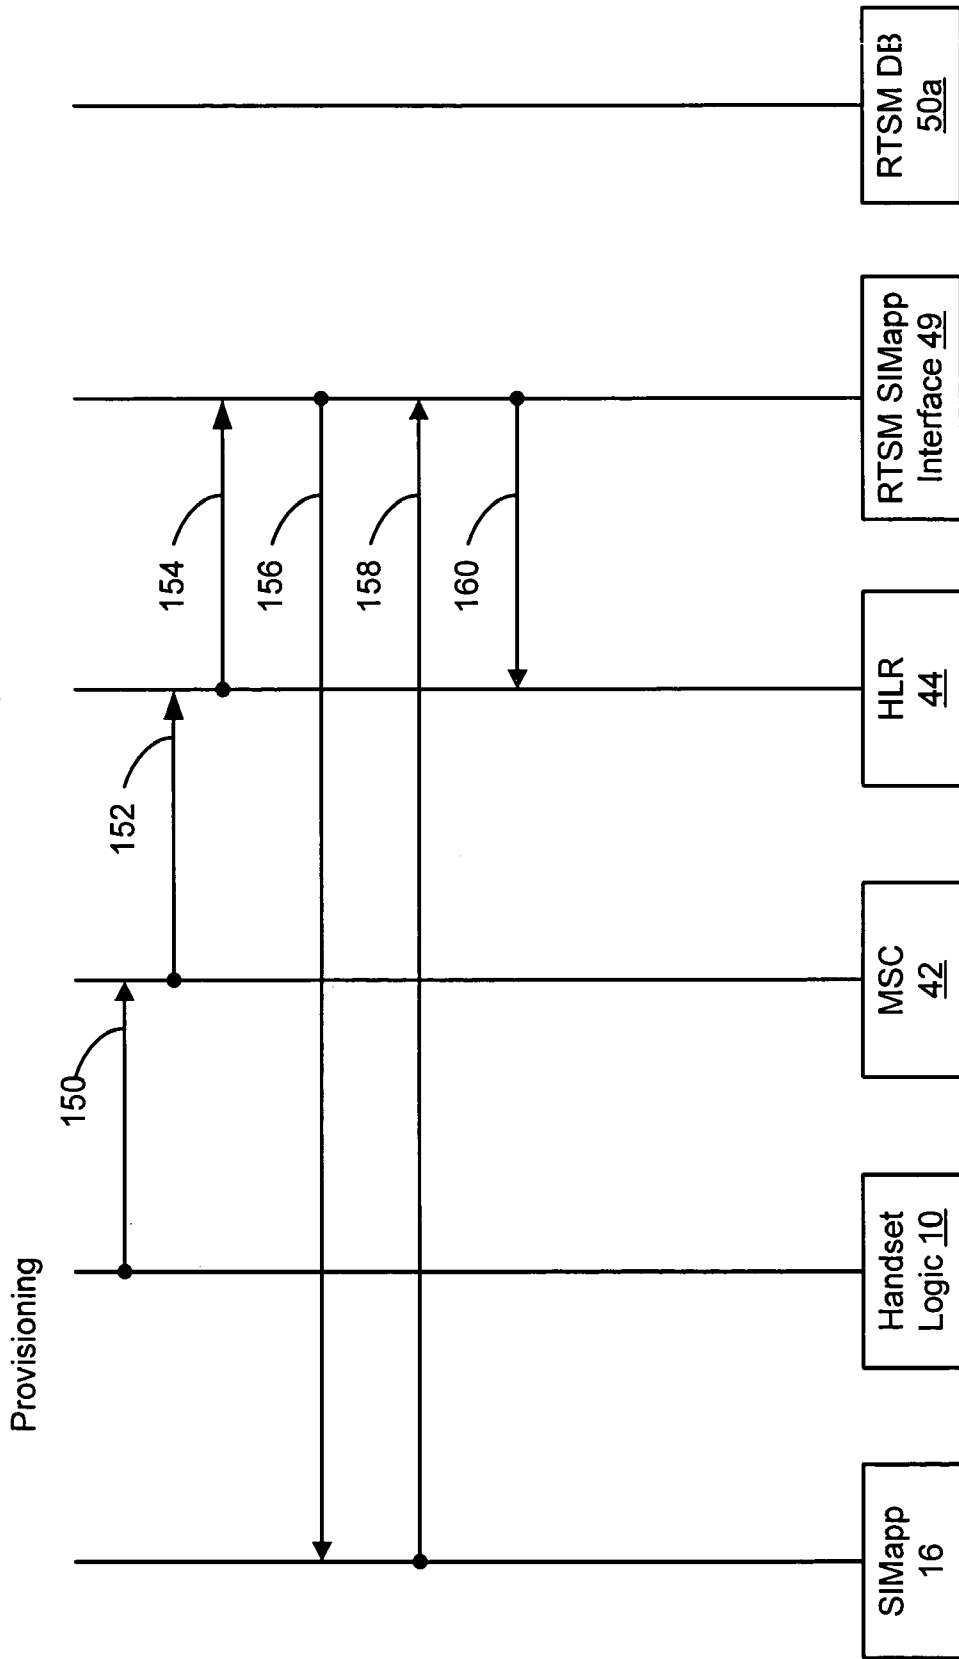 Provisioning
150
152
154
156
158
160
SIMapp
16
Handset
Logic 10
MSC
42
HLR
44
RTSM SIMapp
Interface 49
RTSM DB
50a